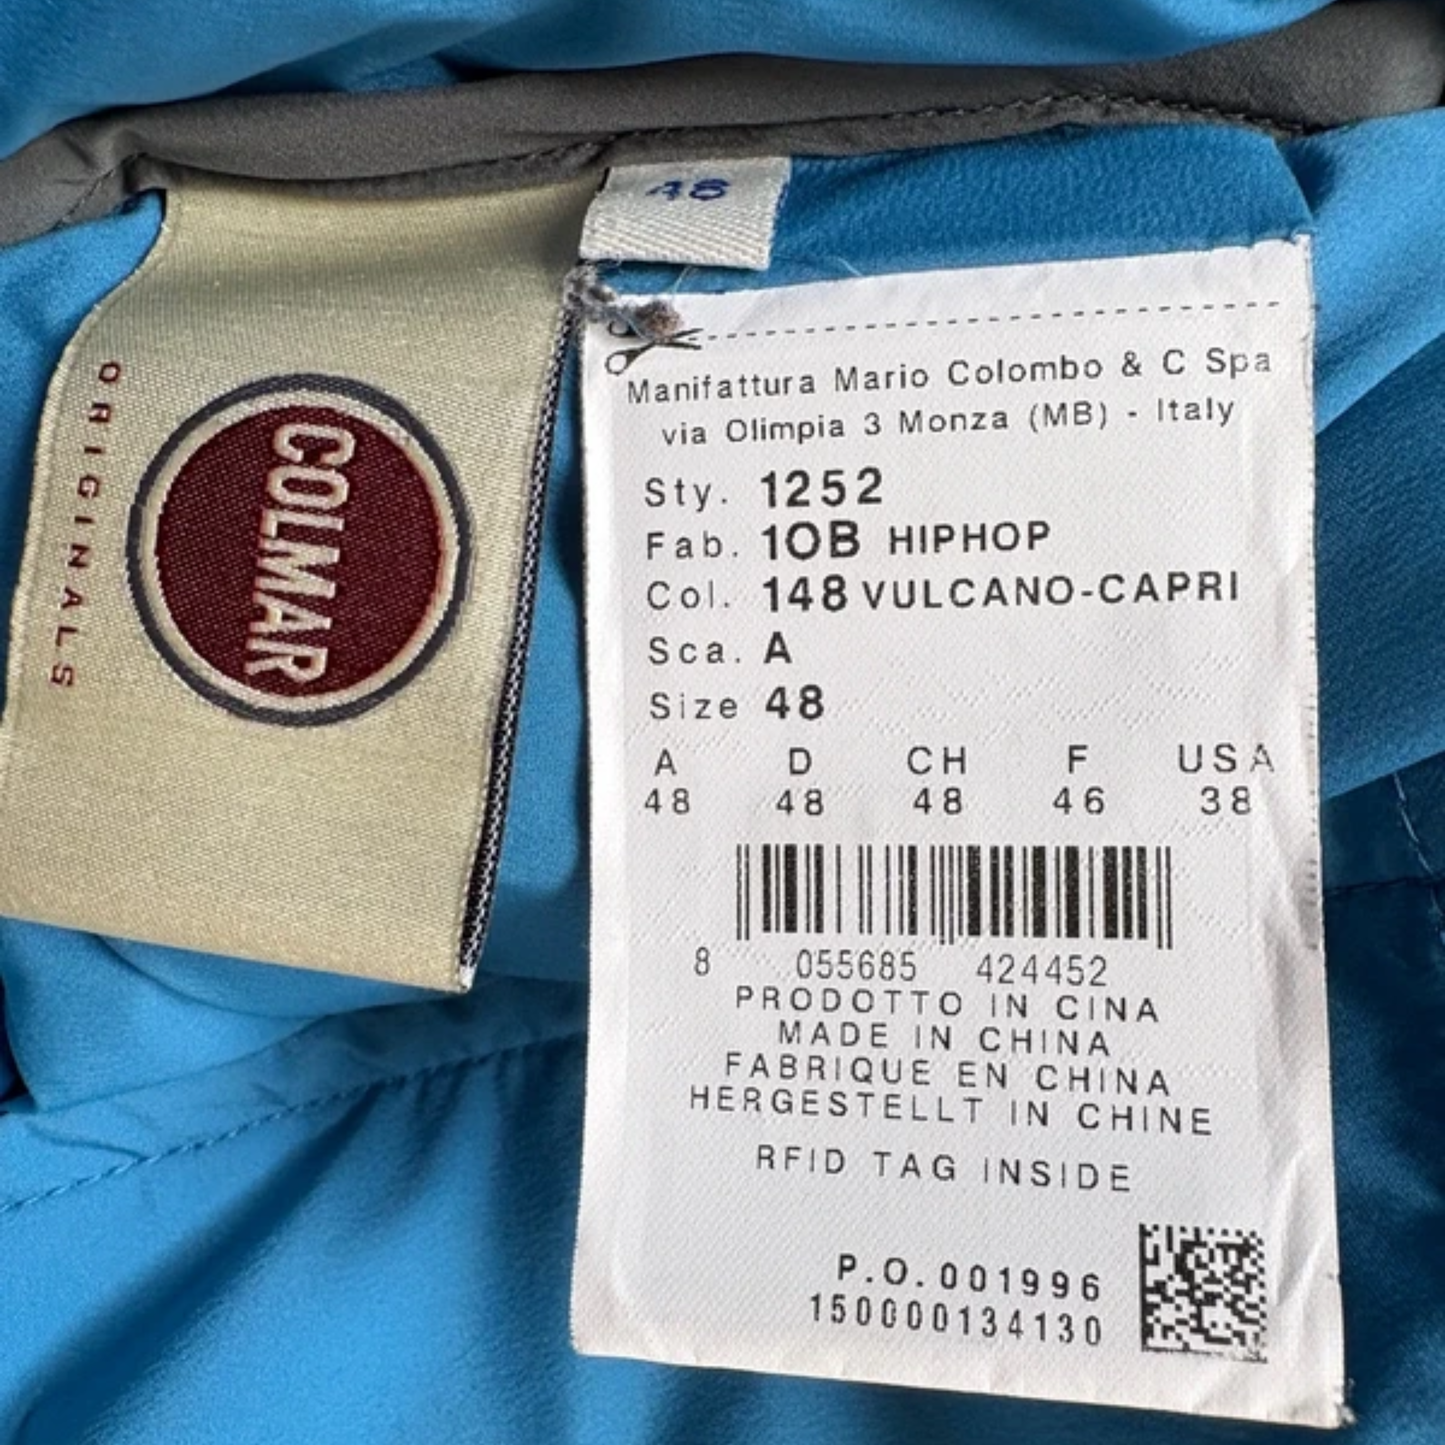 ORIGINALS
COLMAR
48
Manifattura Mario Colombo & C Spa
via Olimpia 3 Monza (MB) - Italy
Sty. 1252
Fab. 1OB HIPHOP
Col. 148 VULCANO-CAPRI
Sca. A
Size 48
A D CH F USA
48 48 48 46 38
8 055685 424452
PRODOTTO IN CINA
MADE IN CHINA
FABRIQUE EN CHINA
HERGESTELLT IN CHINE
RFID TAG INSIDE
P.O.001996
150000134130